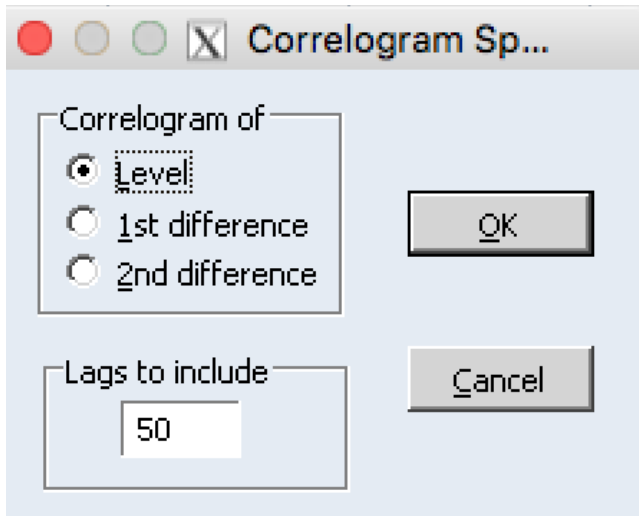 Correlogram Sp...
Correlogram of
Level
1st difference
2nd difference
OK
Lags to include
50
Cancel